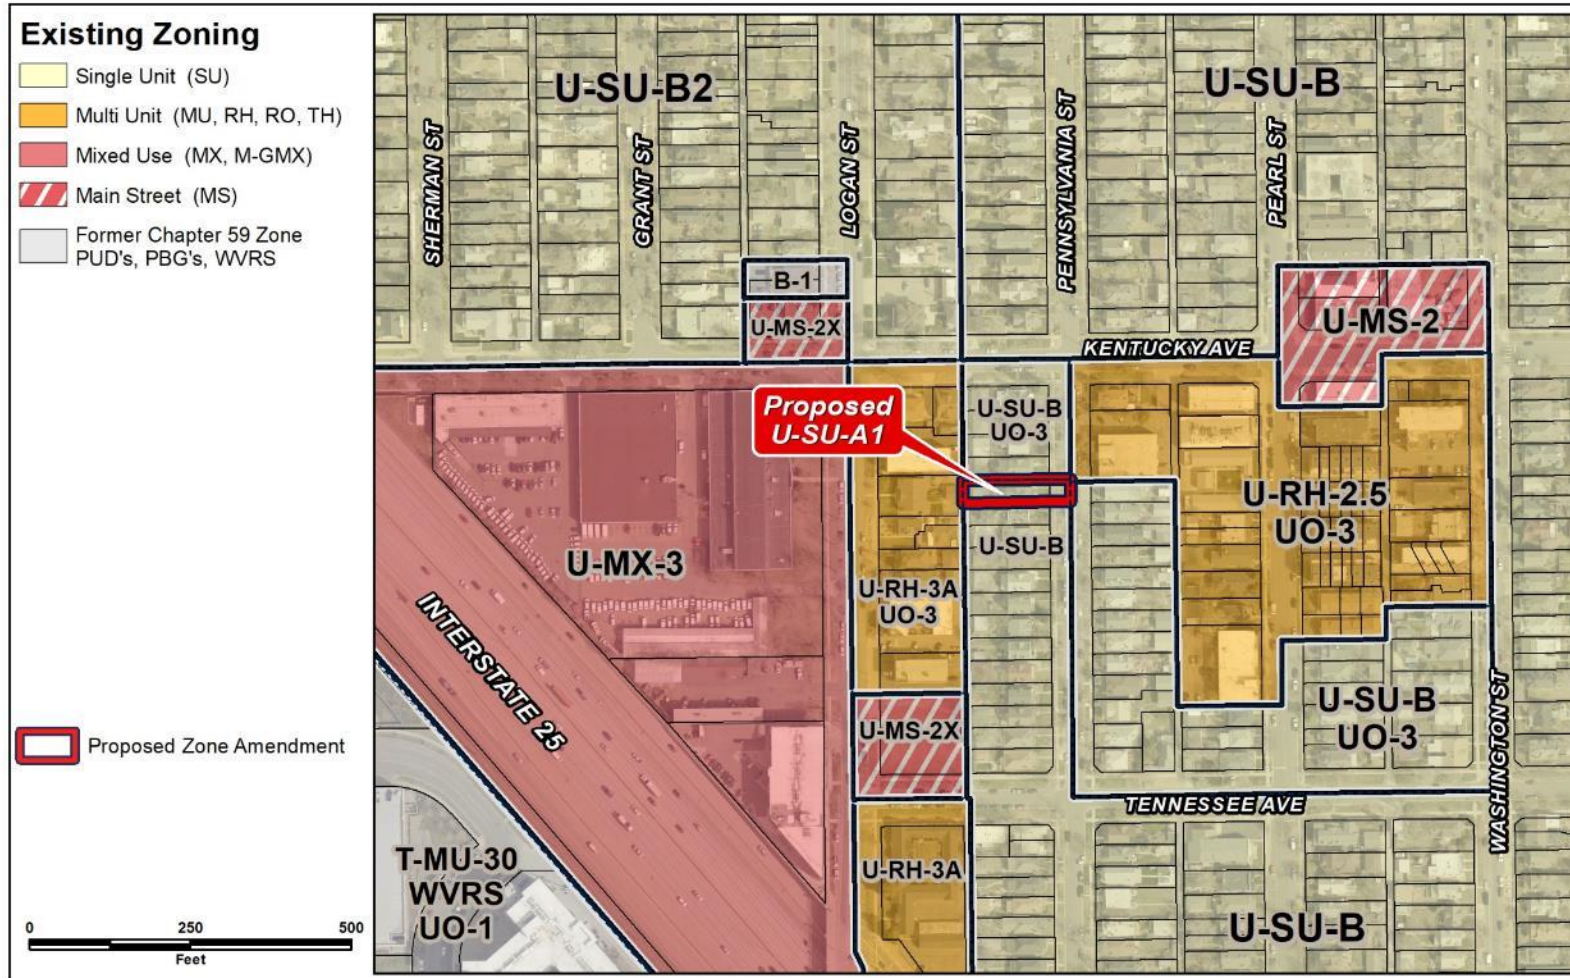 Existing Zoning
Single Unit (SU)
Multi Unit (MU, RH, RO, TH)
Mixed Use (MX, M-GMX)
Main Street (MS)
Former Chapter 59 Zone
PUD's, PBG's, WVRS
Proposed Zone Amendment
0 250 500
Feet
U-SU-B2
U-SU-B
SHERMAN ST
GRANT ST
LOGAN ST
PENNSYLVANIA ST
PEARL ST
B-1
U-MS-2X
U-MS-2
KENTUCKY AVE
Proposed
U-SU-A1
U-SU-B
UO-3
U-RH-2.5
UO-3
U-MX-3
U-SU-B
U-RH-3A
UO-3
INTERSTATE 25
U-MS-2X
U-SU-B
UO-3
WASHINGTON ST
TENNESSEE AVE
T-MU-30
WVRS
UO-1
U-RH-3A
U-SU-B